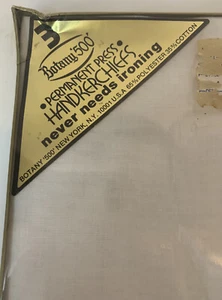 3
Botany '500'
• PERMANENT PRESS •
HANDKERCHIEFS
never needs ironing
BOTANY '500' NEW YORK, N.Y. 10001 U.S.A 65% POLYESTER 35% COTTON